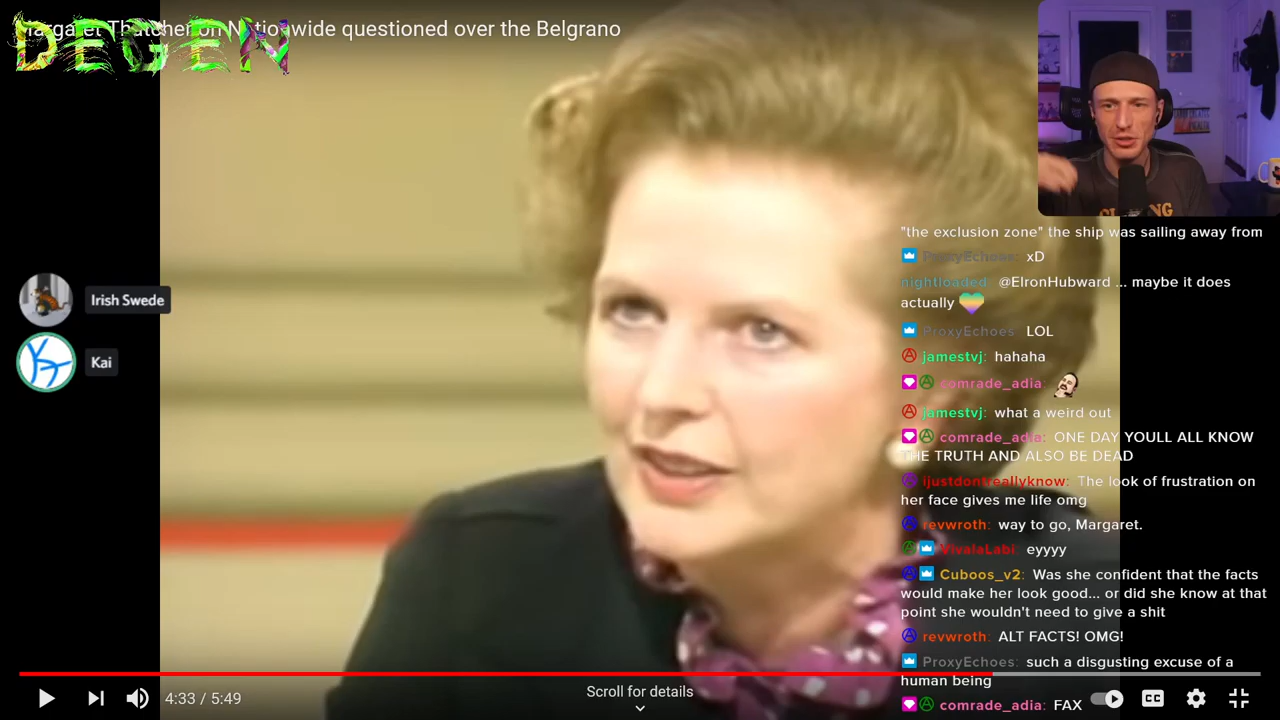 Margaret Thatcher on Nationwide questioned over the Belgrano
DEGEN
"the exclusion zone" the ship was sailing away from
ProxyEchoes: xD
nightloaded: @ElronHubward ... maybe it does
actually
ProxyEchoes: LOL
jamestvj: hahaha
comrade_adia:
jamestvj: what a weird out
comrade_adia: ONE DAY YOULL ALL KNOW
THE TRUTH AND ALSO BE DEAD
ijustdontreallyknow: The look of frustration on
her face gives me life omg
revwroth: way to go, Margaret.
VivalaLabi: eyyyy
Cuboos_v2: Was she confident that the facts
would make her look good... or did she know at that
point she wouldn't need to give a shit
revwroth: ALT FACTS! OMG!
ProxyEchoes: such a disgusting excuse of a
human being
comrade_adia: FAX
Irish Swede
Kai
4:33 / 5:49
Scroll for details
CC